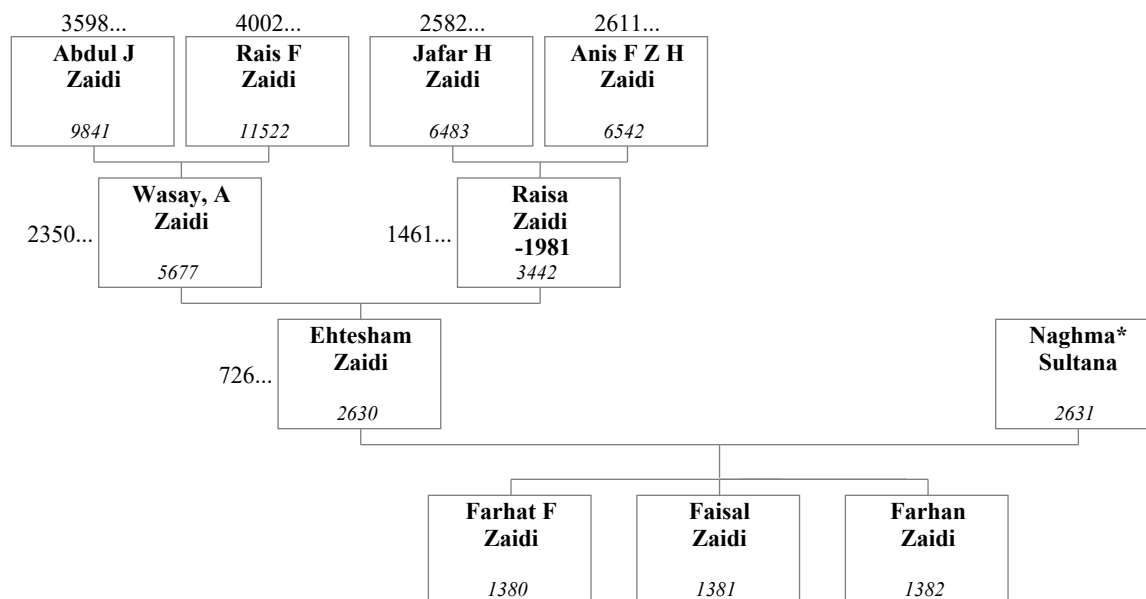 3598...
4002...
2582...
2611...
Abdul J
Zaidi
9841
Rais F
Zaidi
11522
Jafar H
Zaidi
6483
Anis F Z H
Zaidi
6542
2350...
Wasay, A
Zaidi
5677
1461...
Raisa
Zaidi
-1981
3442
726...
Ehtesham
Zaidi
2630
Naghma*
Sultana
2631
Farhat F
Zaidi
1380
Faisal
Zaidi
1381
Farhan
Zaidi
1382